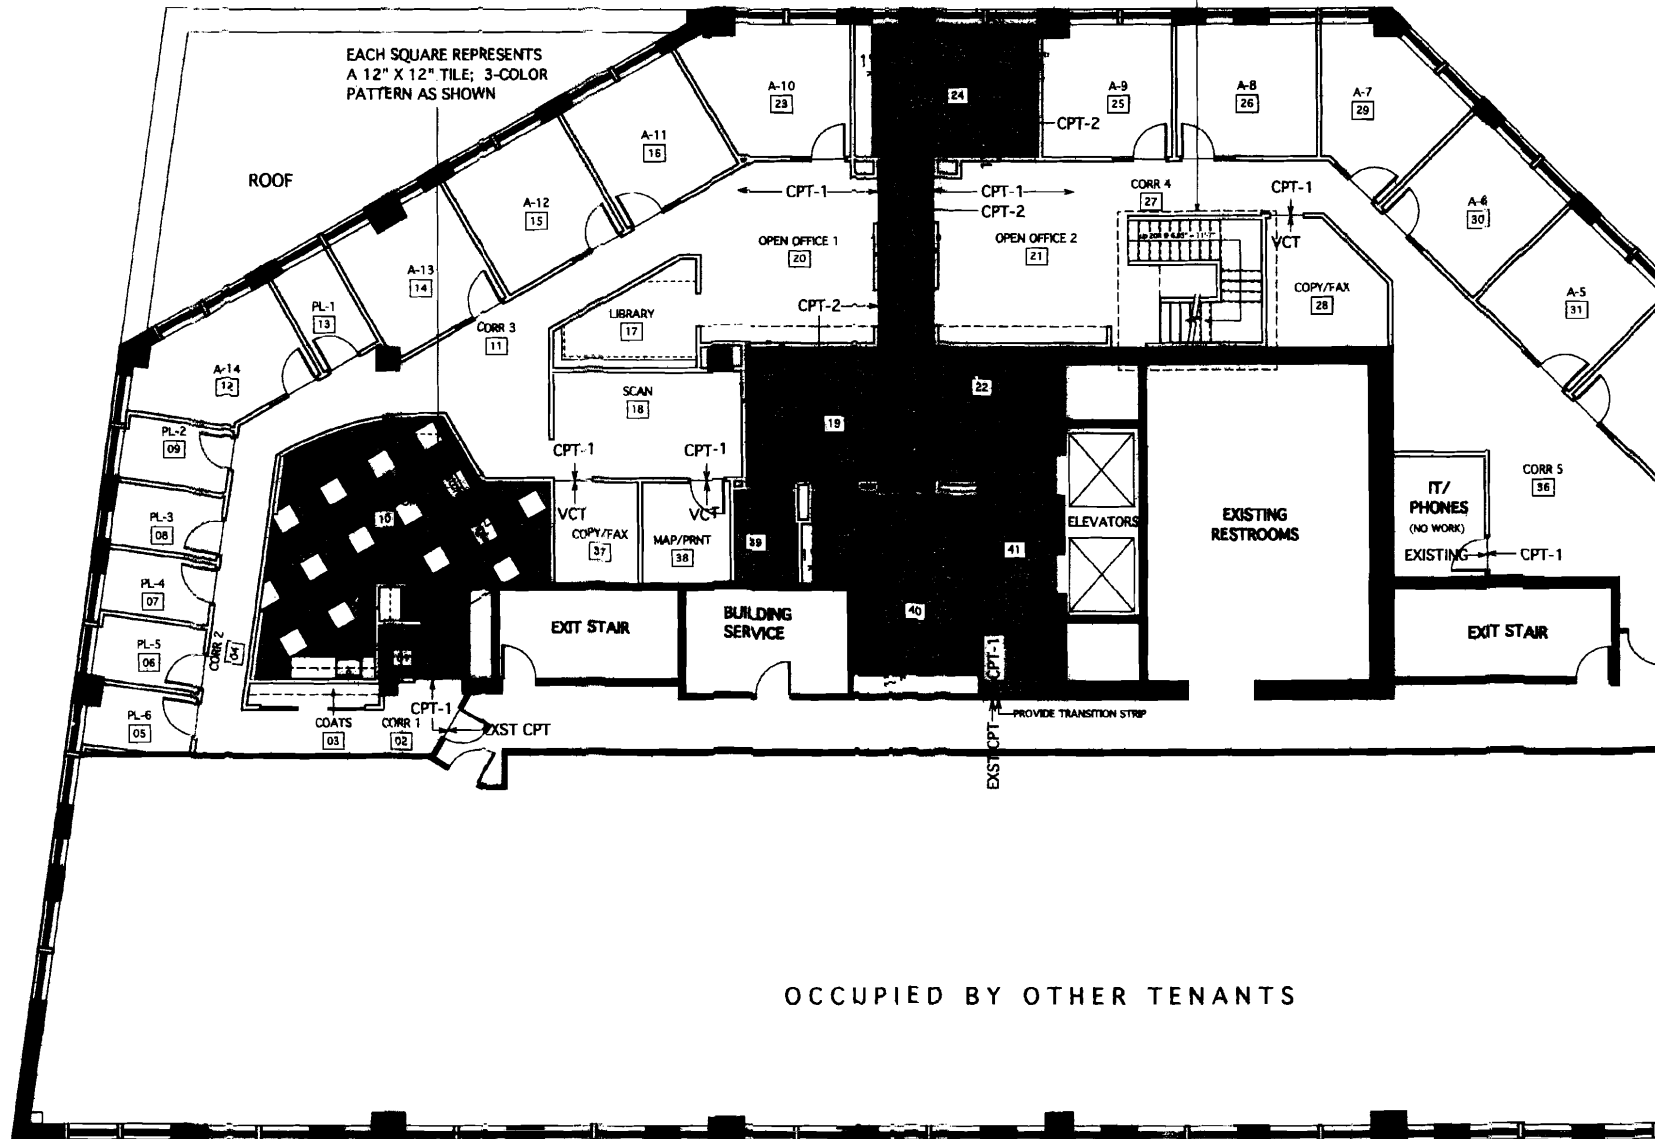 EACH SQUARE REPRESENTS
A 12" X 12" TILE; 3-COLOR
PATTERN AS SHOWN
ROOF
A-10
23
24
A-9
25
A-8
26
A-7
29
CPT-2
A-11
16
A-12
15
A-13
14
PL-1
13
A-14
12
CPT-1
CPT-1
CPT-2
CORR 4
27
CPT-1
VCT
A-6
30
A-5
31
OPEN OFFICE 1
20
OPEN OFFICE 2
21
COPY/FAX
28
CPT-2
LIBRARY
17
CORR 3
11
SCAN
18
19
22
PL-2
09
PL-3
08
PL-4
07
PL-5
06
PL-6
05
CORR 2
04
10
CPT-1
CPT-1
VCT
VCT
COPY/FAX
37
MAP/PRNT
38
39
41
40
ELEVATORS
EXISTING
RESTROOMS
IT/
PHONES
(NO WORK)
EXISTING
CPT-1
CORR 5
36
EXIT STAIR
BUILDING
SERVICE
EXIT STAIR
COATS
03
CORR 1
02
CPT-1
EXST CPT
CPT-1
EXST CPT
PROVIDE TRANSITION STRIP
OCCUPIED BY OTHER TENANTS